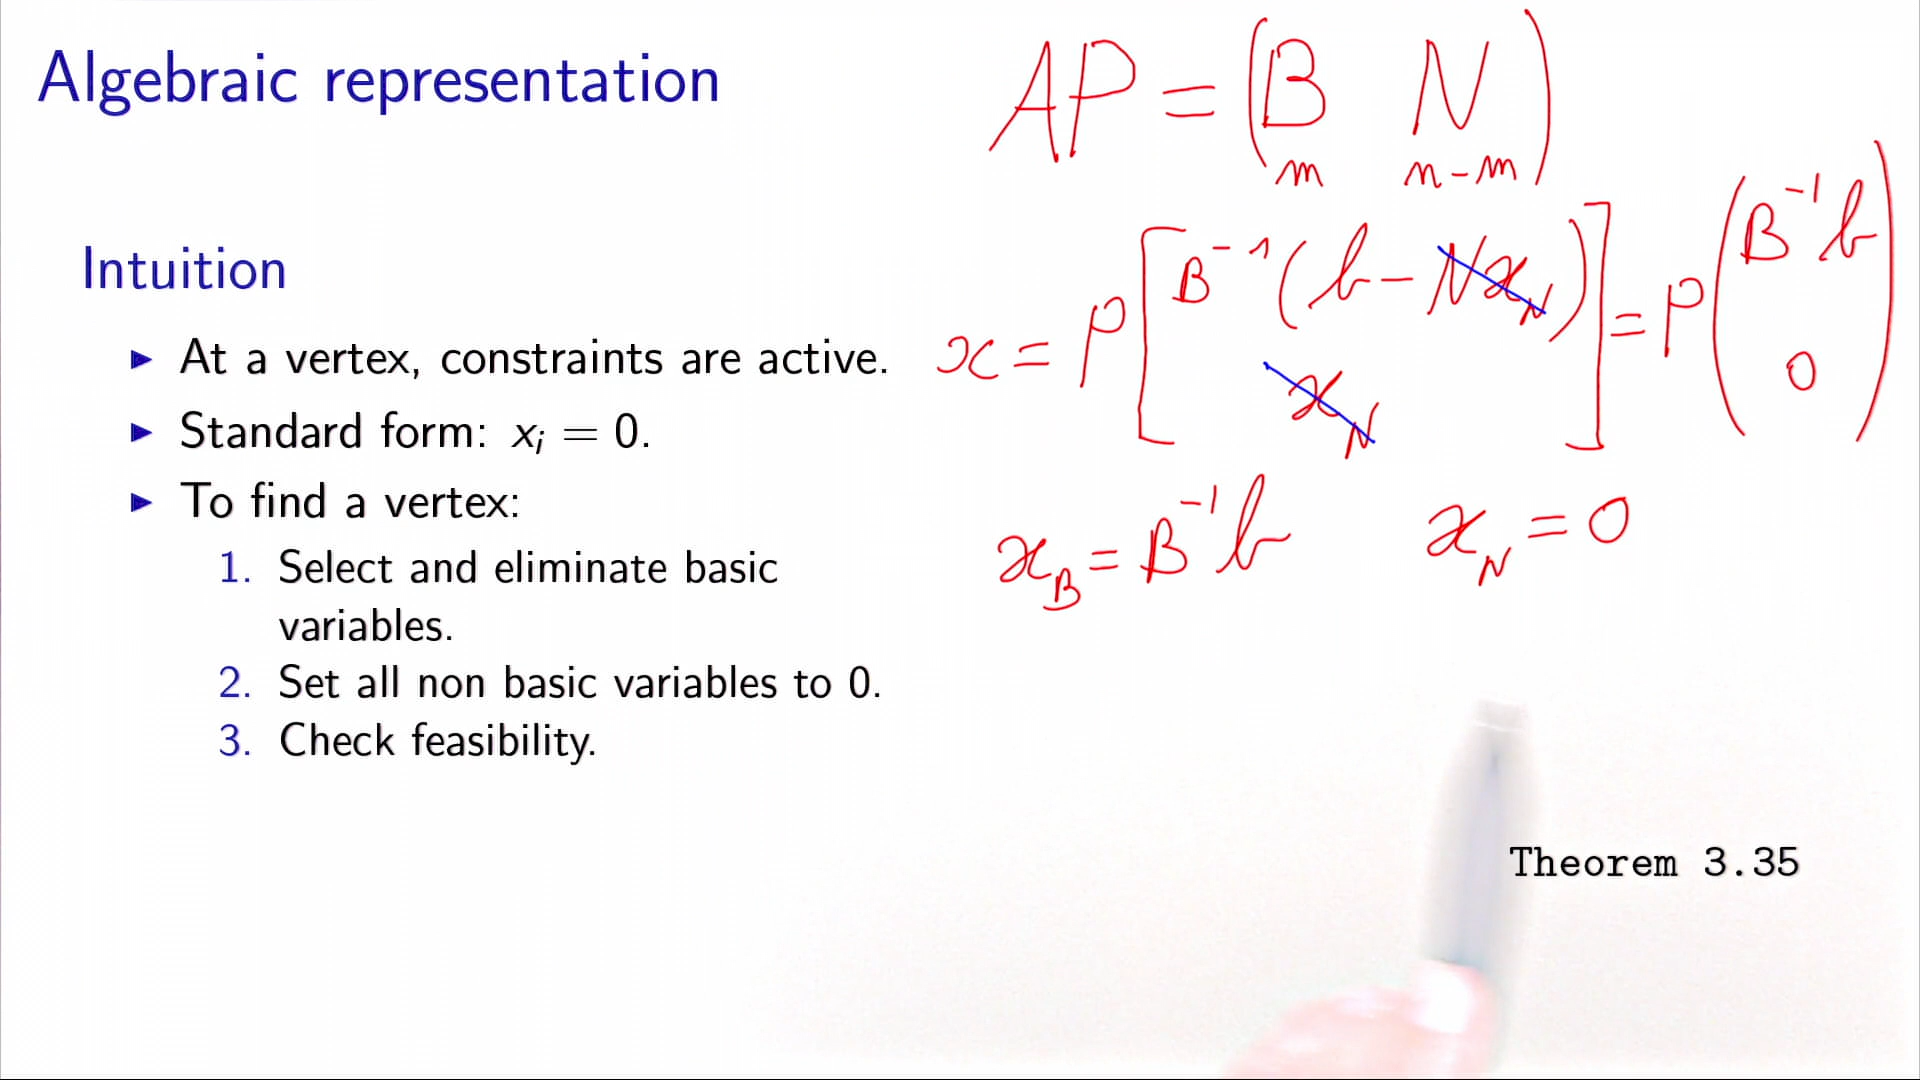 Algebraic representation
Intuition
▶ At a vertex, constraints are active.
▶ Standard form: xᵢ = 0.
▶ To find a vertex:
1. Select and eliminate basic
variables.
2. Set all non basic variables to 0.
3. Check feasibility.
AP = (B N)
m n-m
x = P [B⁻¹(b - Nx_N) x_N] = P (B⁻¹b 0)
x_B = B⁻¹b x_N = 0
Theorem 3.35